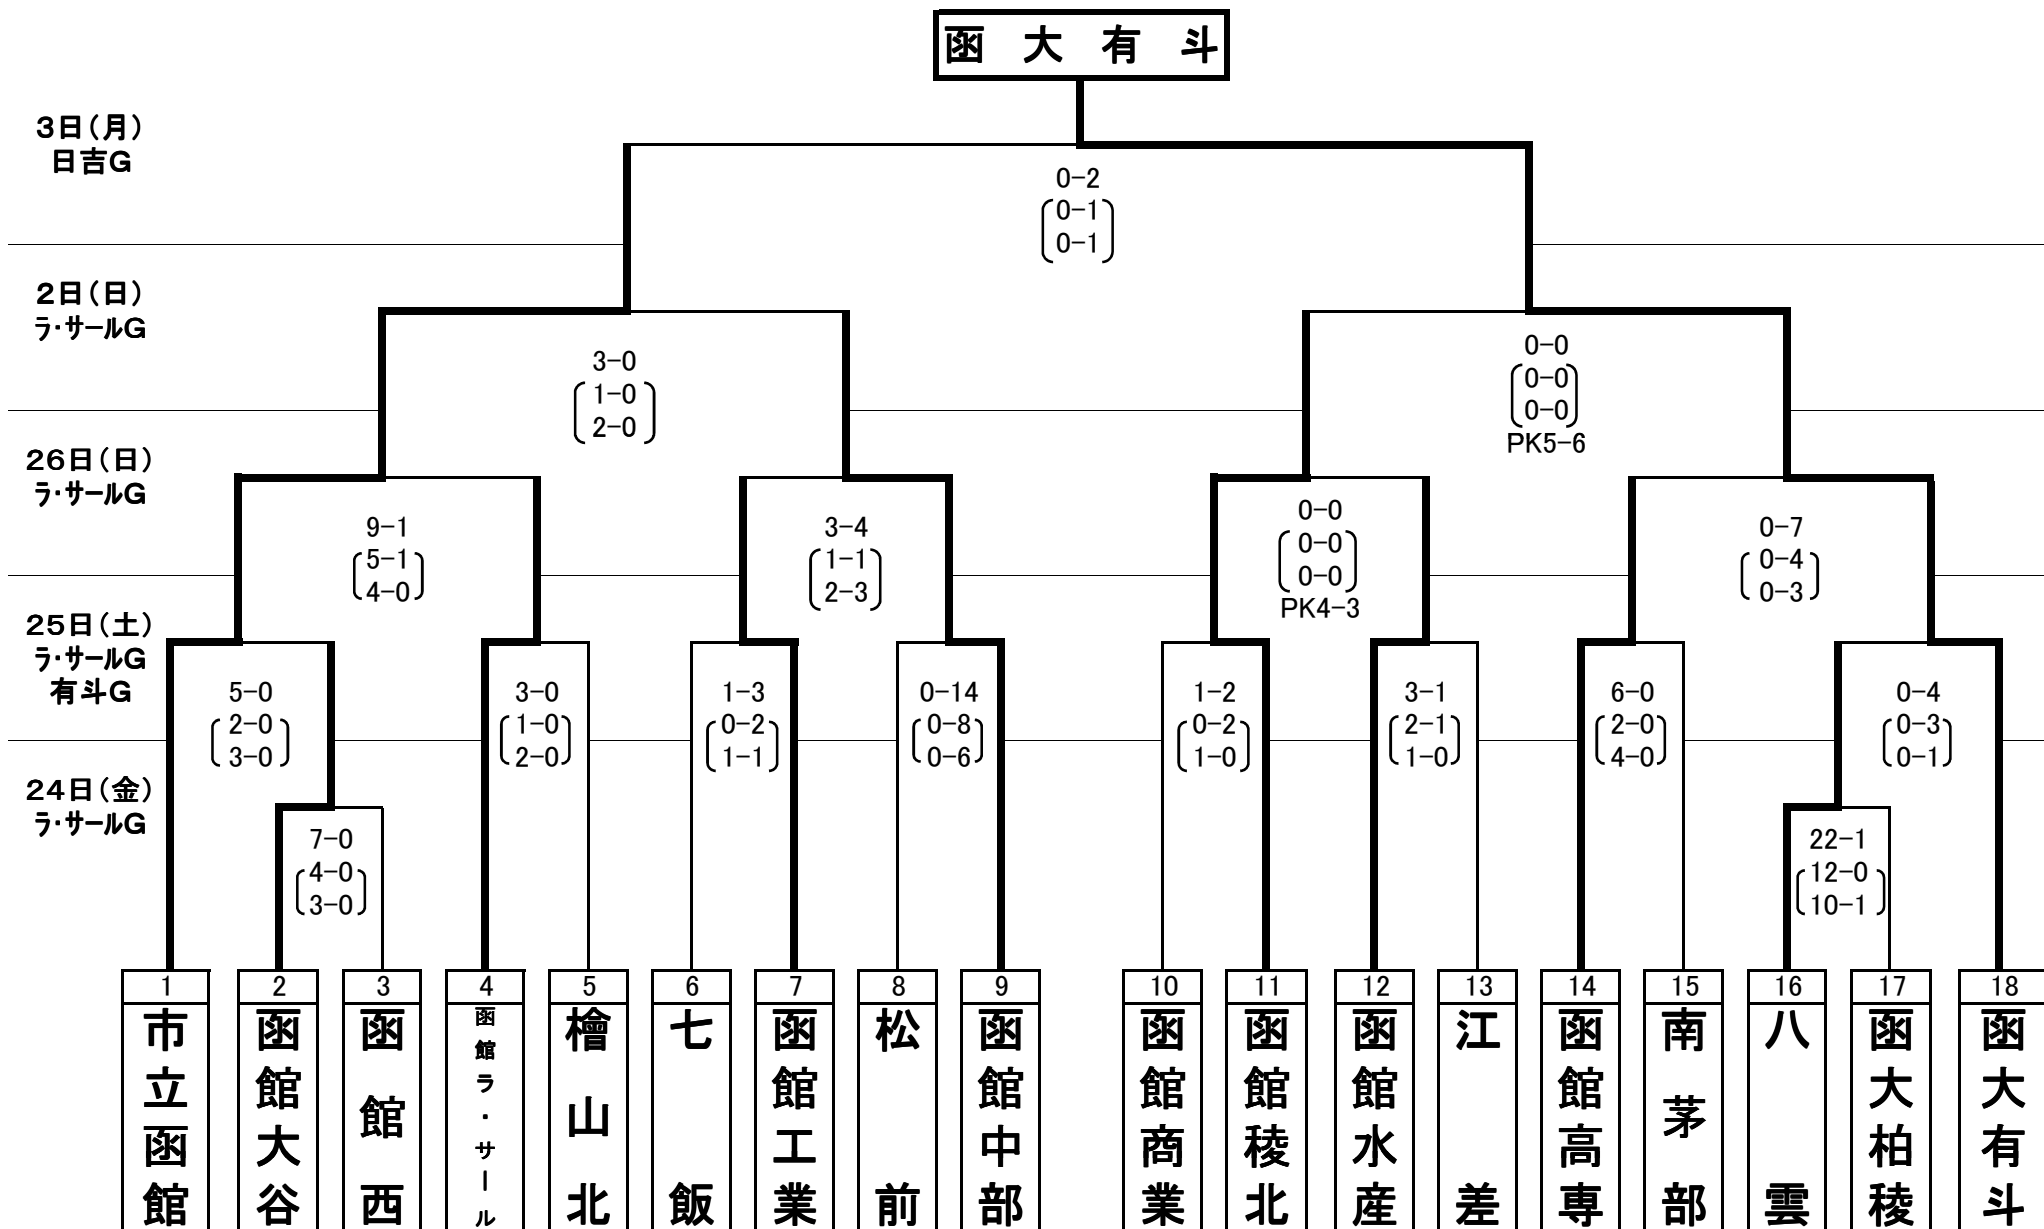 函大有斗
3日(月)
日吉G
0-2
0-1
0-1
2日(日)
ラ・サールG
3-0
1-0
2-0
0-0
0-0
0-0
PK5-6
26日(日)
ラ・サールG
9-1
5-1
4-0
3-4
1-1
2-3
0-0
0-0
0-0
PK4-3
0-7
0-4
0-3
25日(土)
ラ・サールG
有斗G
5-0
2-0
3-0
3-0
1-0
2-0
1-3
0-2
1-1
0-14
0-8
0-6
1-2
0-2
1-0
3-1
2-1
1-0
6-0
2-0
4-0
0-4
0-3
0-1
24日(金)
ラ・サールG
7-0
4-0
3-0
22-1
12-0
10-1
1
市立函館
2
函館大谷
3
函館西
4
函館ラ・サール
5
檜山北
6
七飯
7
函館工業
8
松前
9
函館中部
10
函館商業
11
函館稜北
12
函館水産
13
江差
14
函館高専
15
南茅部
16
八雲
17
函大柏稜
18
函大有斗